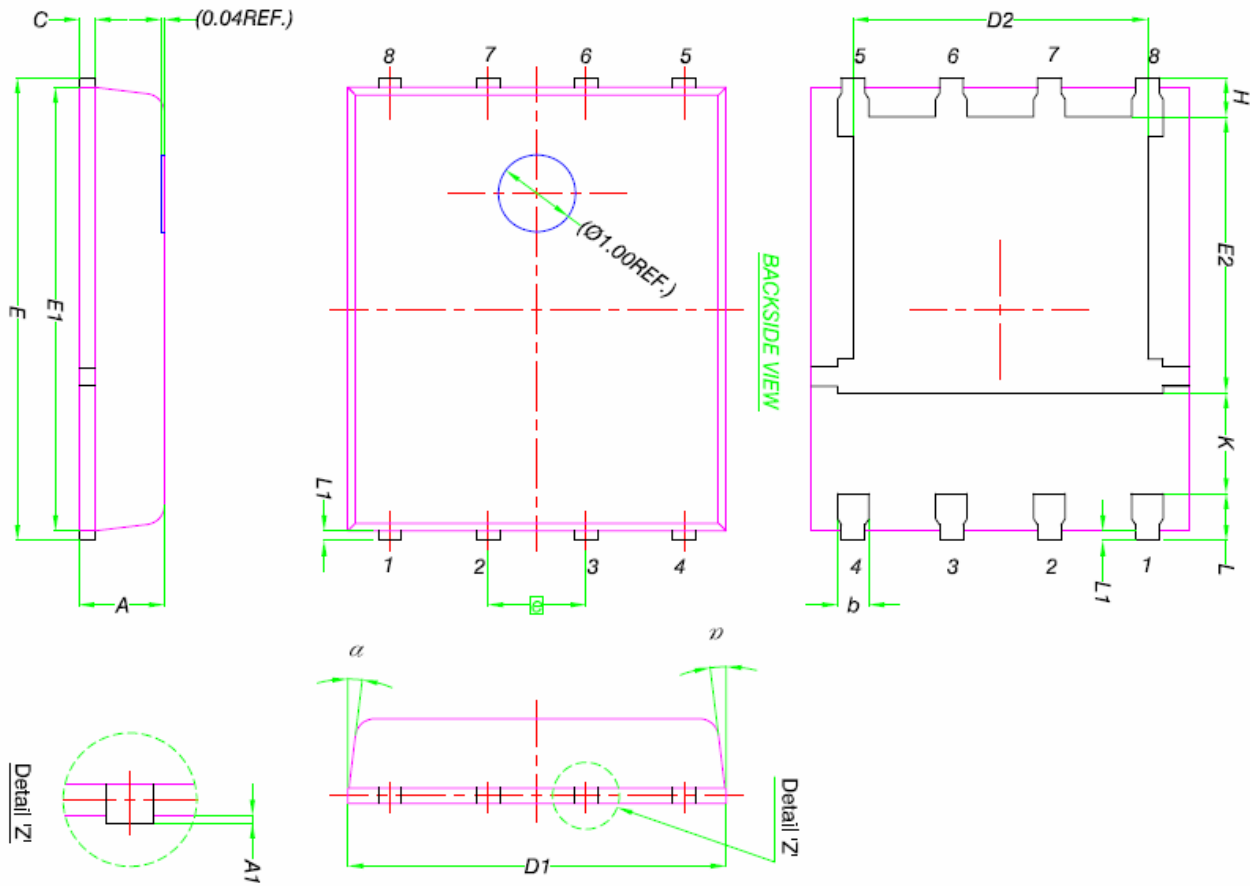 C
(0.04REF.)
E
E1
A
8 7 6 5
(Ø1.00REF.)
L1
1 2 3 4
e
BACKSIDE VIEW
D2
5 6 7 8
H
E2
K
L
L1
4 3 2 1
b
α
α
D1
Detail 'Z'
Detail 'Z'
A1